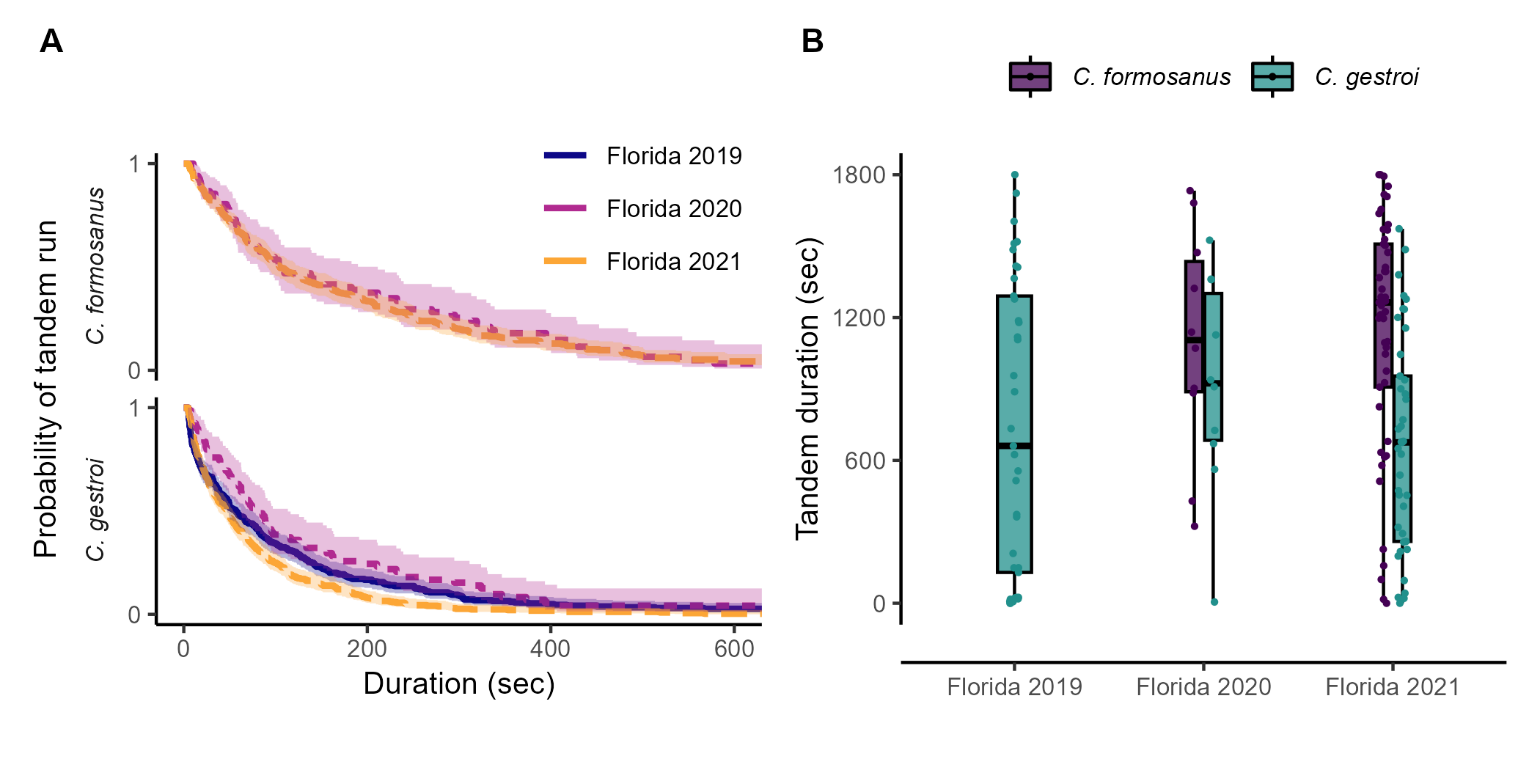 A
Probability of tandem run
C. formosanus
C. gestroi
1
0
1
0
Florida 2019
Florida 2020
Florida 2021
0
200
400
600
Duration (sec)
B
C. formosanus
C. gestroi
Tandem duration (sec)
1800
1200
600
0
Florida 2019
Florida 2020
Florida 2021